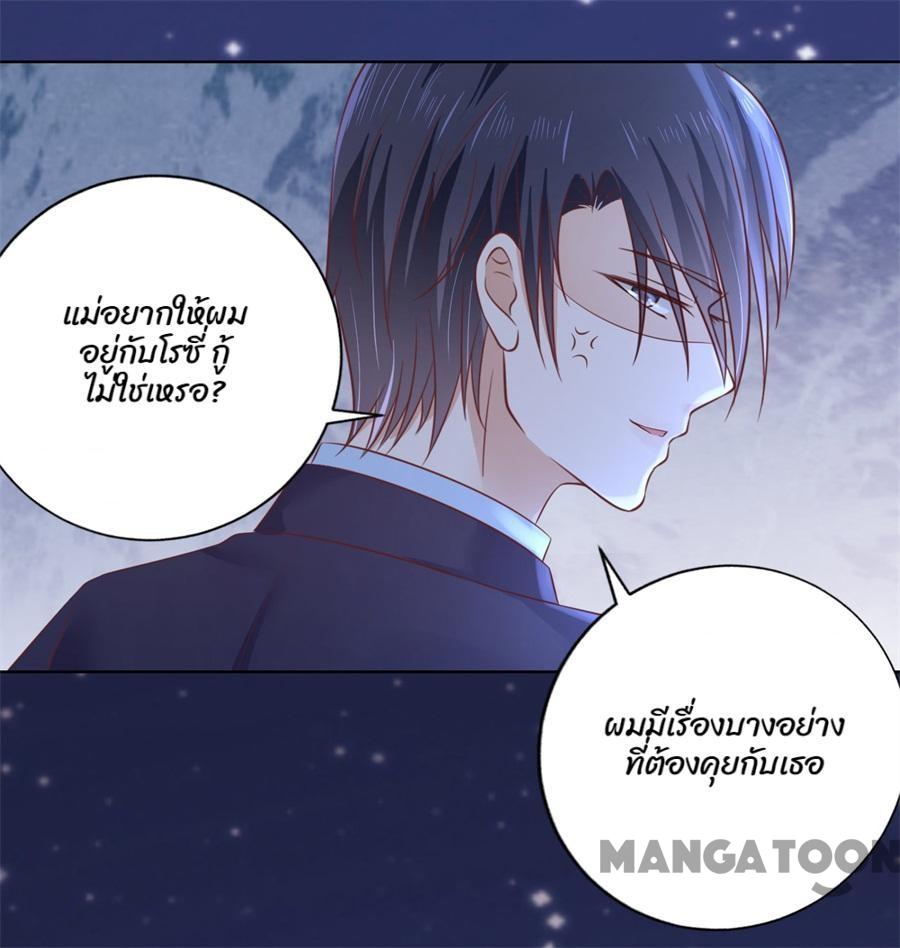 แม่อยากให้ผม
อยู่กับโรซี่ กู้
ไม่ใช่เหรอ?
ผมมีเรื่องบางอย่าง
ที่ต้องคุยกับเธอ
MANGATOON